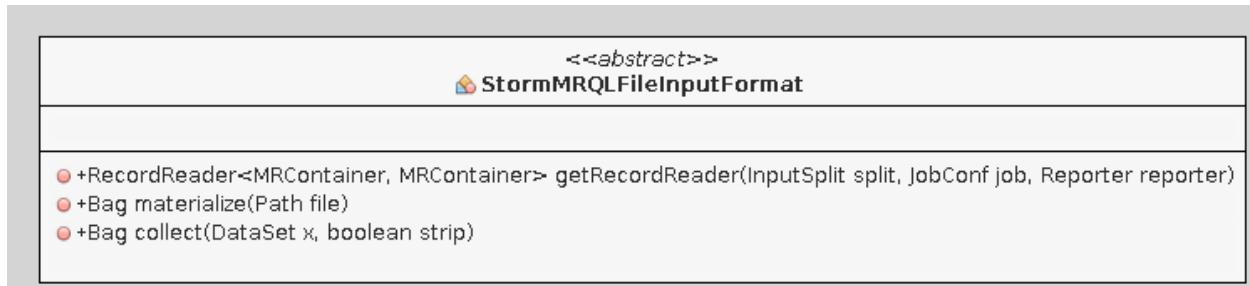 <<abstract>>
StormMRQLFileInputFormat
+RecordReader<MRContainer, MRContainer> getRecordReader(InputSplit split, JobConf job, Reporter reporter)
+Bag materialize(Path file)
+Bag collect(DataSet x, boolean strip)